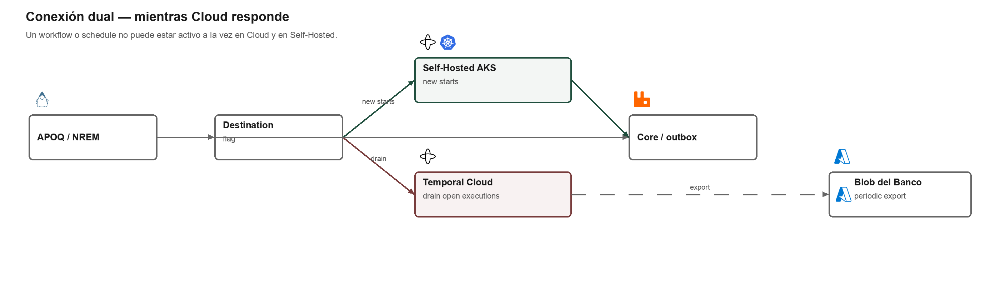 Conexión dual — mientras Cloud responde
Un workflow o schedule no puede estar activo a la vez en Cloud y en Self-Hosted.
Self-Hosted AKS
new starts
new starts
APOQ / NREM
Destination
flag
Core / outbox
drain
Temporal Cloud
drain open executions
export
Blob del Banco
periodic export